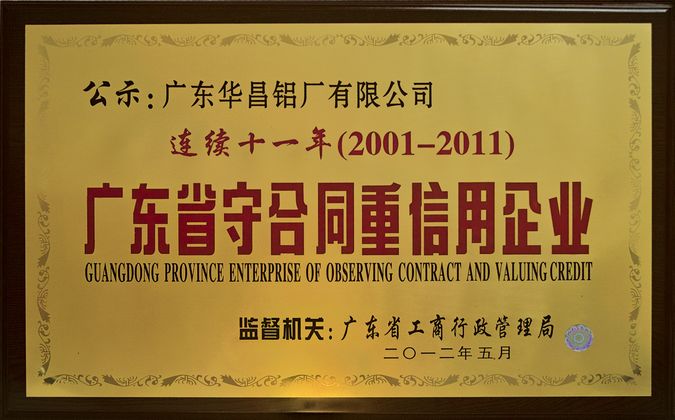 公示：广东华昌铝厂有限公司
连续十一年(2001-2011)
广东省守合同重信用企业
GUANGDONG PROVINCE ENTERPRISE OF OBSERVING CONTRACT AND VALUING CREDIT
监督机关：广东省工商行政管理局
二〇一二年五月